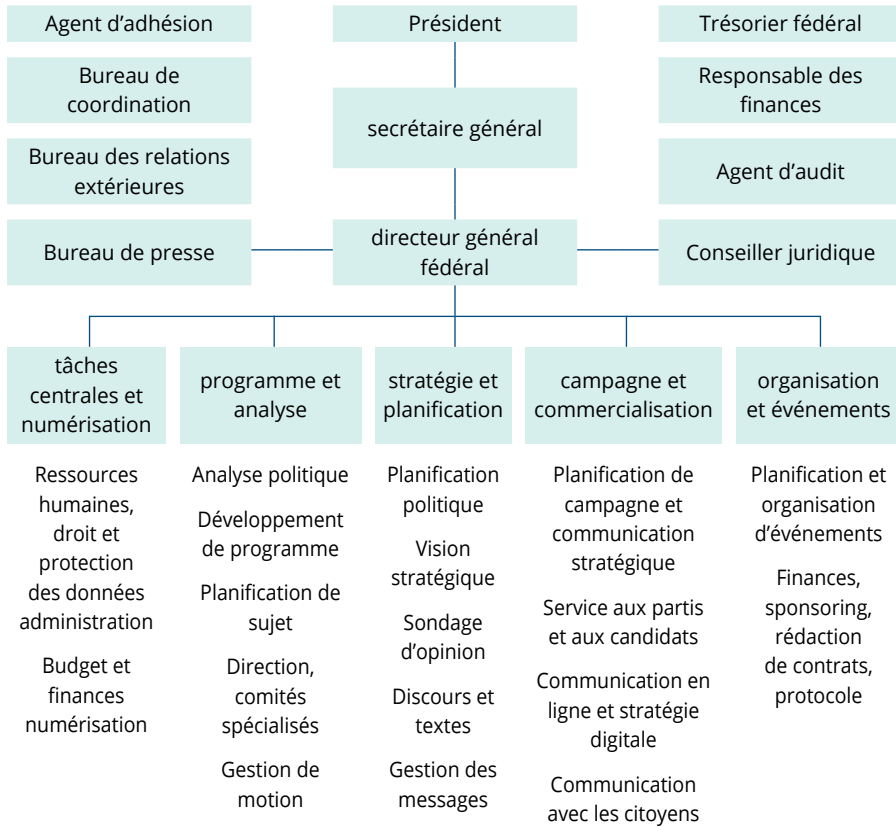 Agent d’adhésion
Président
Trésorier fédéral
Bureau de
coordination
Responsable des
finances
secrétaire général
Bureau des relations
extérieures
Agent d’audit
Bureau de presse
directeur général
fédéral
Conseiller juridique
tâches
centrales et
numérisation
programme et
analyse
stratégie et
planification
campagne et
commercialisation
organisation
et événements
Ressources
humaines,
droit et
protection
des données
administration
Budget et
finances
numérisation
Analyse politique
Développement
de programme
Planification de
sujet
Direction,
comités
spécialisés
Gestion de
motion
Planification
politique
Vision
stratégique
Sondage
d’opinion
Discours et
textes
Gestion des
messages
Planification de
campagne et
communication
stratégique
Service aux partis
et aux candidats
Communication en
ligne et stratégie
digitale
Communication
avec les citoyens
Planification et
organisation
d’événements
Finances,
sponsoring,
rédaction
de contrats,
protocole